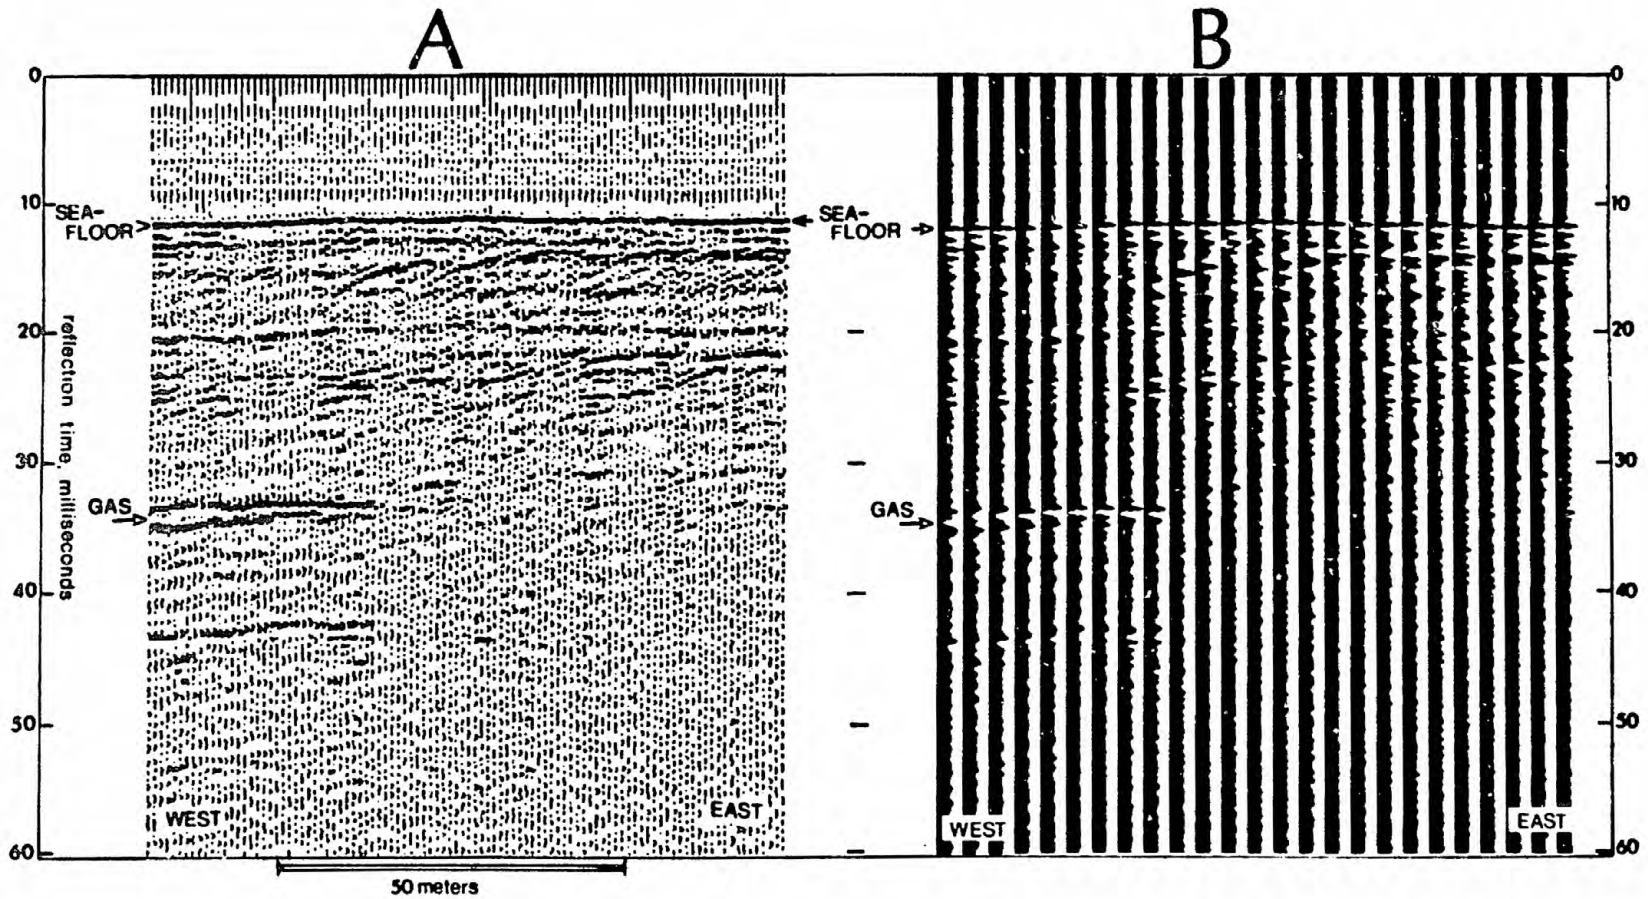 A
B
0
10
SEA-
FLOOR
20
30
GAS
40
50
60
reflection time, milliseconds
WEST
EAST
50 meters
SEA-
FLOOR
GAS
WEST
EAST
0
10
20
30
40
50
60